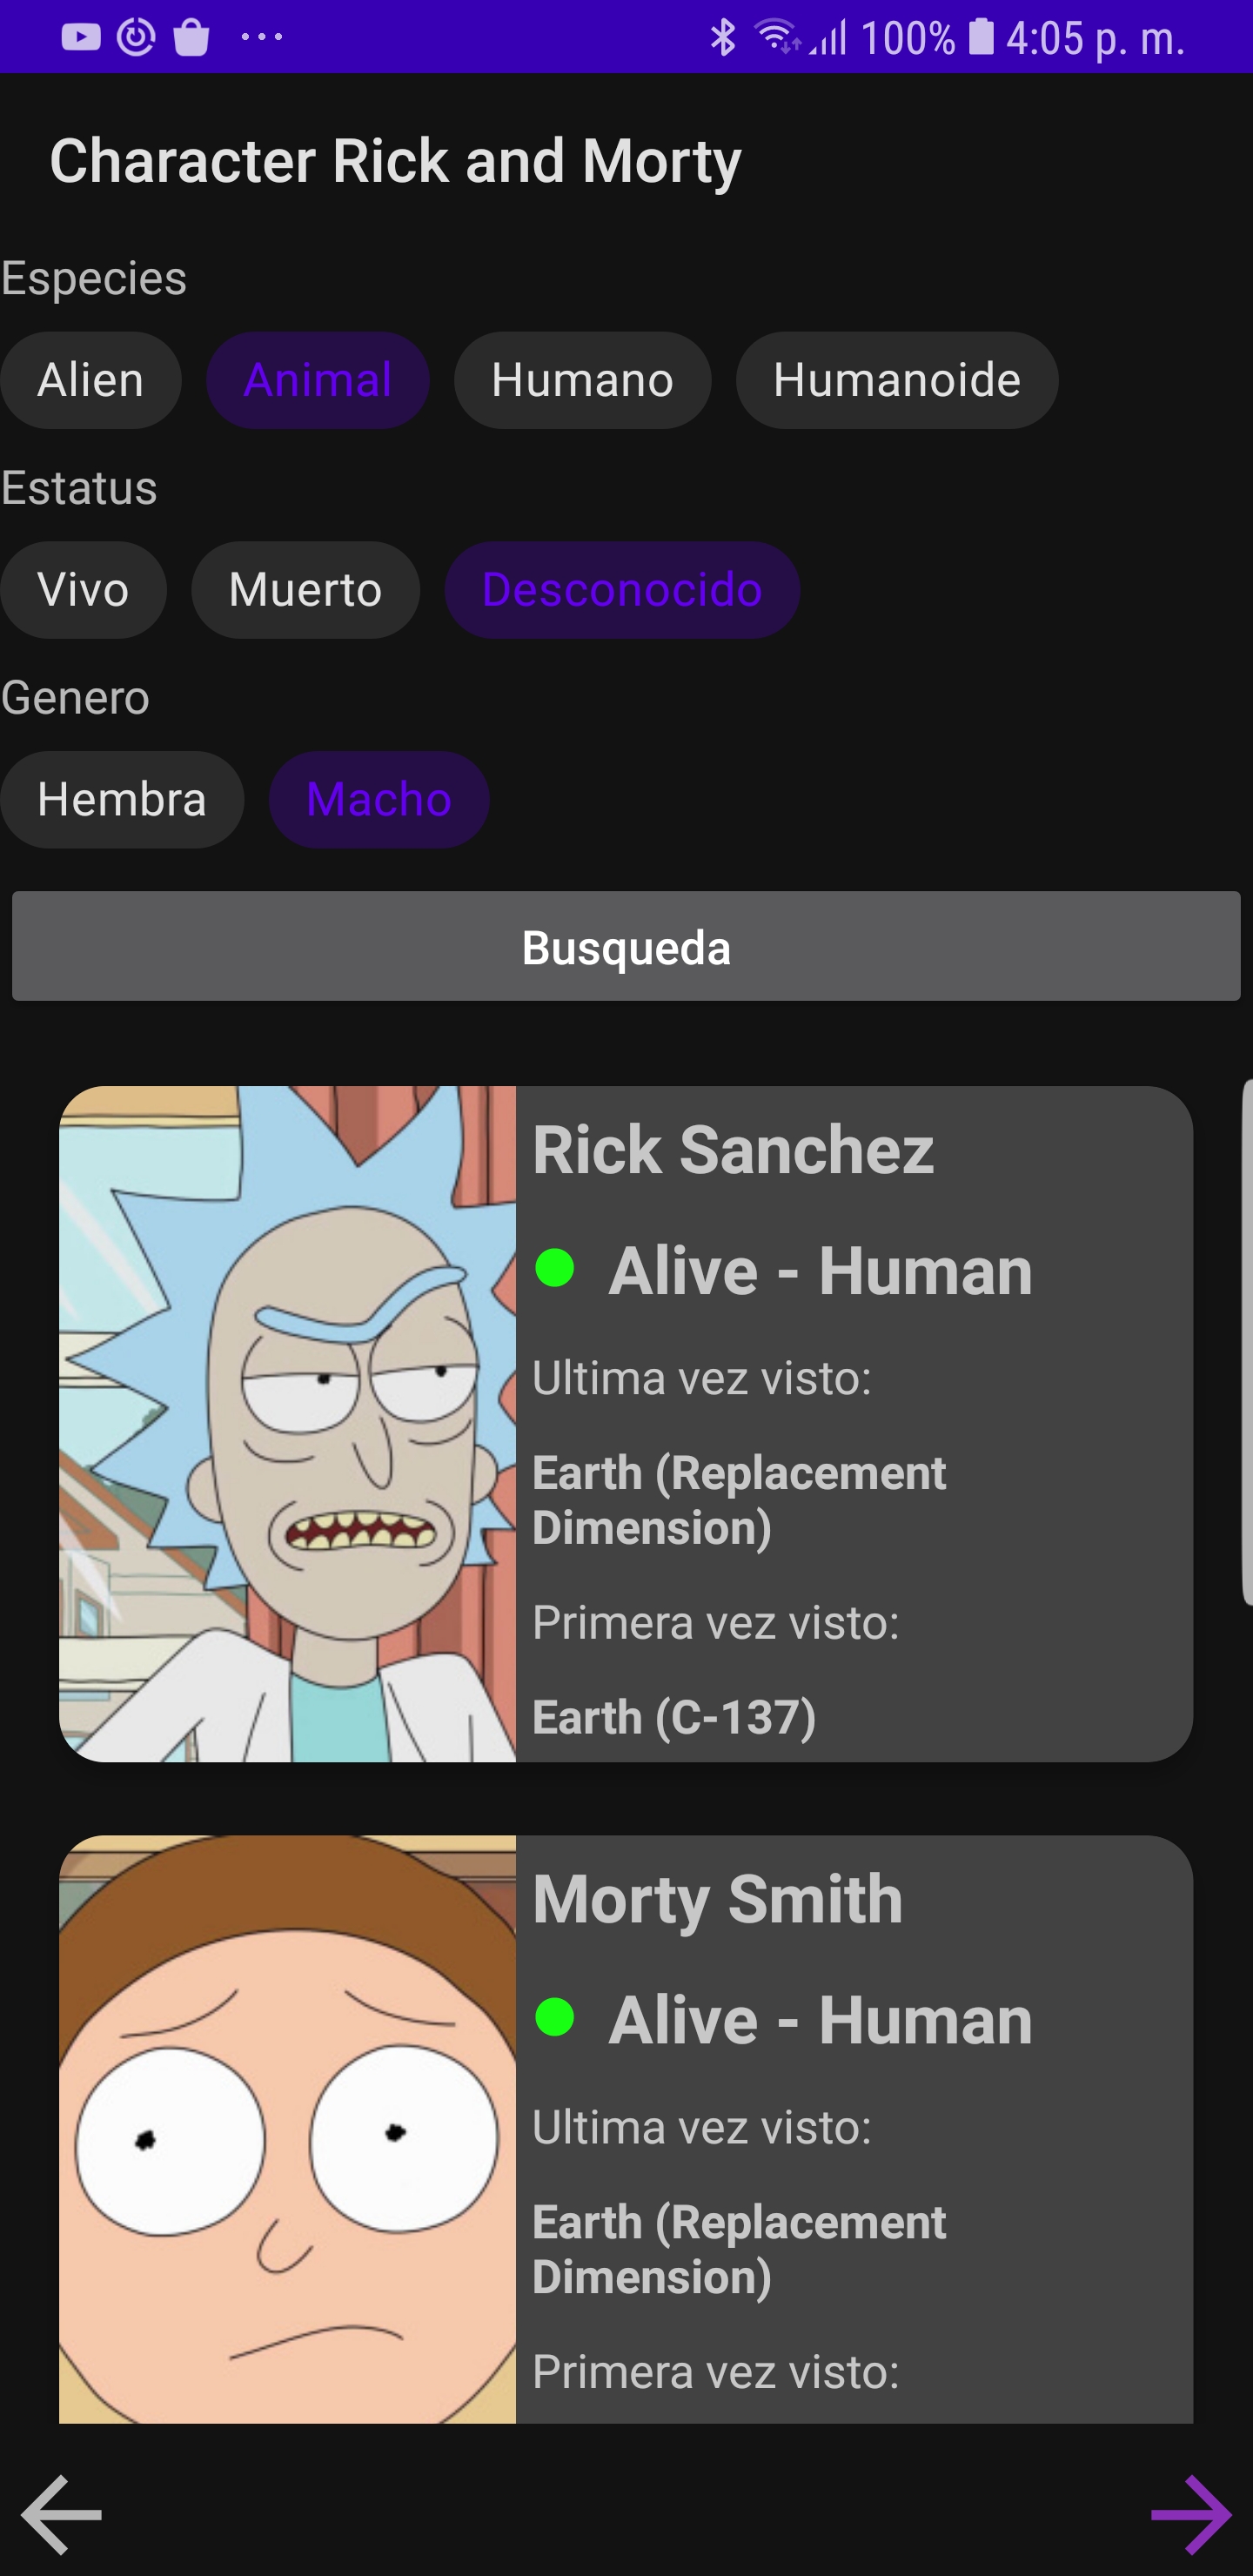 100% 4:05 p. m.
Character Rick and Morty
Especies
Alien Animal Humano Humanoide
Estatus
Vivo Muerto Desconocido
Genero
Hembra Macho
Busqueda
Rick Sanchez
Alive - Human
Ultima vez visto:
Earth (Replacement
Dimension)
Primera vez visto:
Earth (C-137)
Morty Smith
Alive - Human
Ultima vez visto:
Earth (Replacement
Dimension)
Primera vez visto: